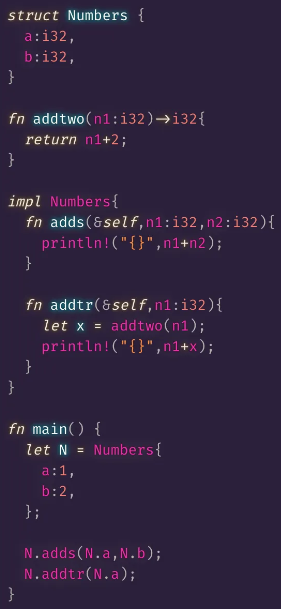 struct Numbers {
  a:i32,
  b:i32,
}

fn addtwo(n1:i32)->i32{
  return n1+2;
}

impl Numbers{
  fn adds(&self,n1:i32,n2:i32){
    println!("{}",n1+n2);
  }

  fn addtr(&self,n1:i32){
    let x = addtwo(n1);
    println!("{}",n1+x);
  }
}

fn main() {
  let N = Numbers{
    a:1,
    b:2,
  };

  N.adds(N.a,N.b);
  N.addtr(N.a);
}